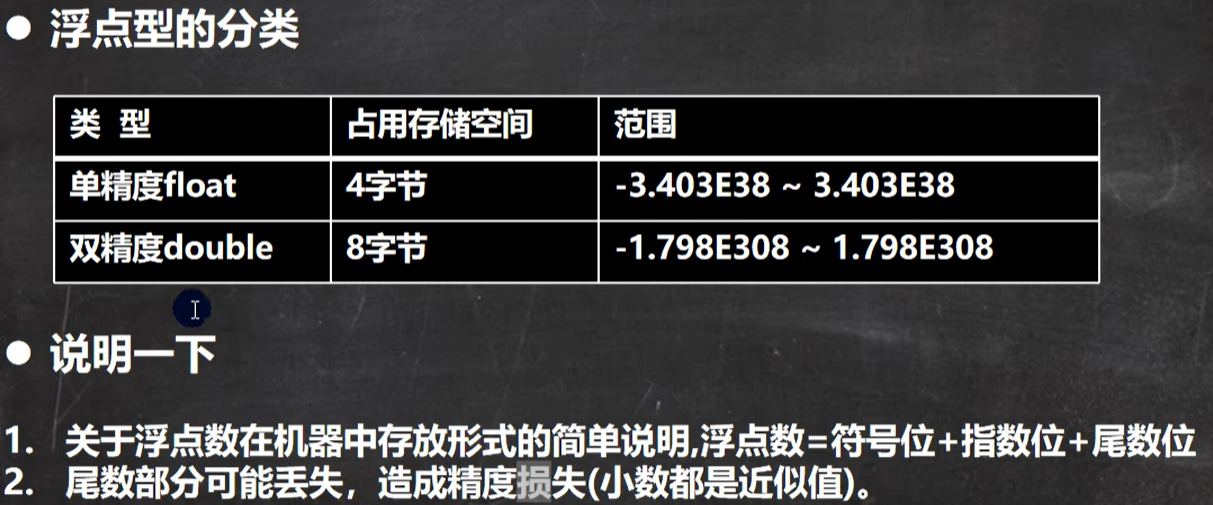 ● 浮点型的分类
类 型 占用存储空间 范围
单精度float 4字节 -3.403E38 ~ 3.403E38
双精度double 8字节 -1.798E308 ~ 1.798E308
● 说明一下
1. 关于浮点数在机器中存放形式的简单说明,浮点数=符号位+指数位+尾数位
2. 尾数部分可能丢失，造成精度损失(小数都是近似值)。